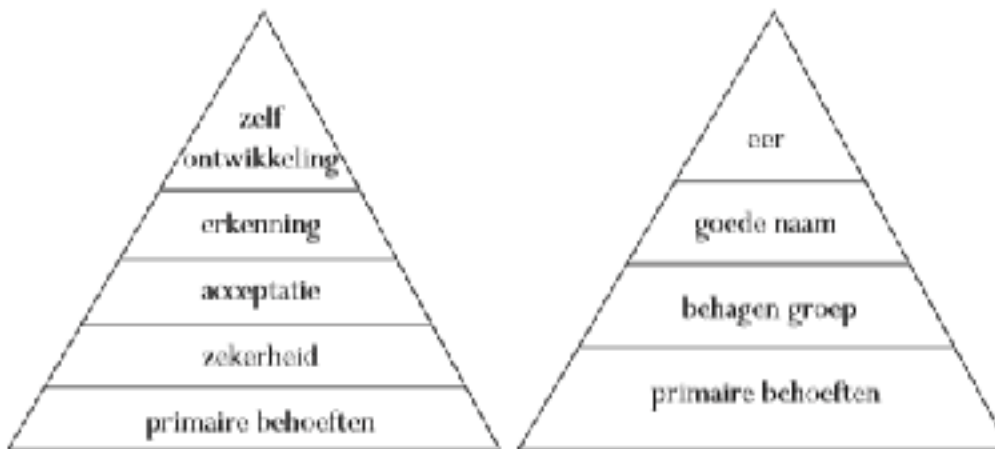 zelf
ontwikkeling
erkenning
acceptatie
zekerheid
primaire behoeften
eer
goede naam
behagen groep
primaire behoeften